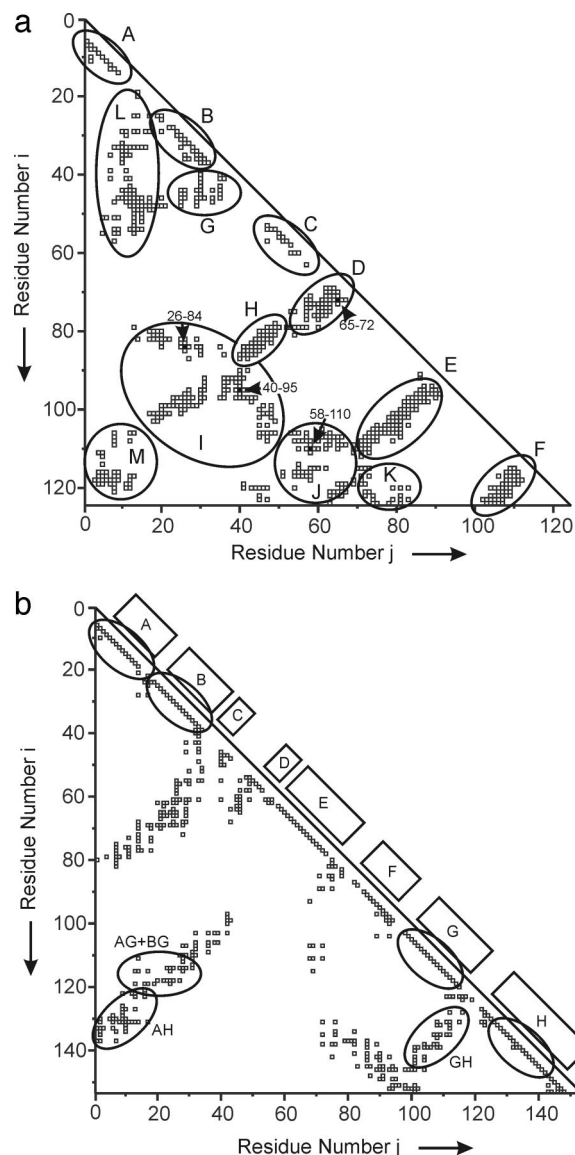 a
0
20
40
60
80
100
120
← Residue Number i
A
B
L
G
C
D
H
26-84
65-72
E
40-95
58-110
I
M
J
K
F
0 20 40 60 80 100 120
Residue Number j →
b
0
20
40
60
80
100
120
140
← Residue Number i
A
B
C
D
E
F
G
H
AG+BG
AH
GH
0 20 40 60 80 100 120 140
Residue Number j →